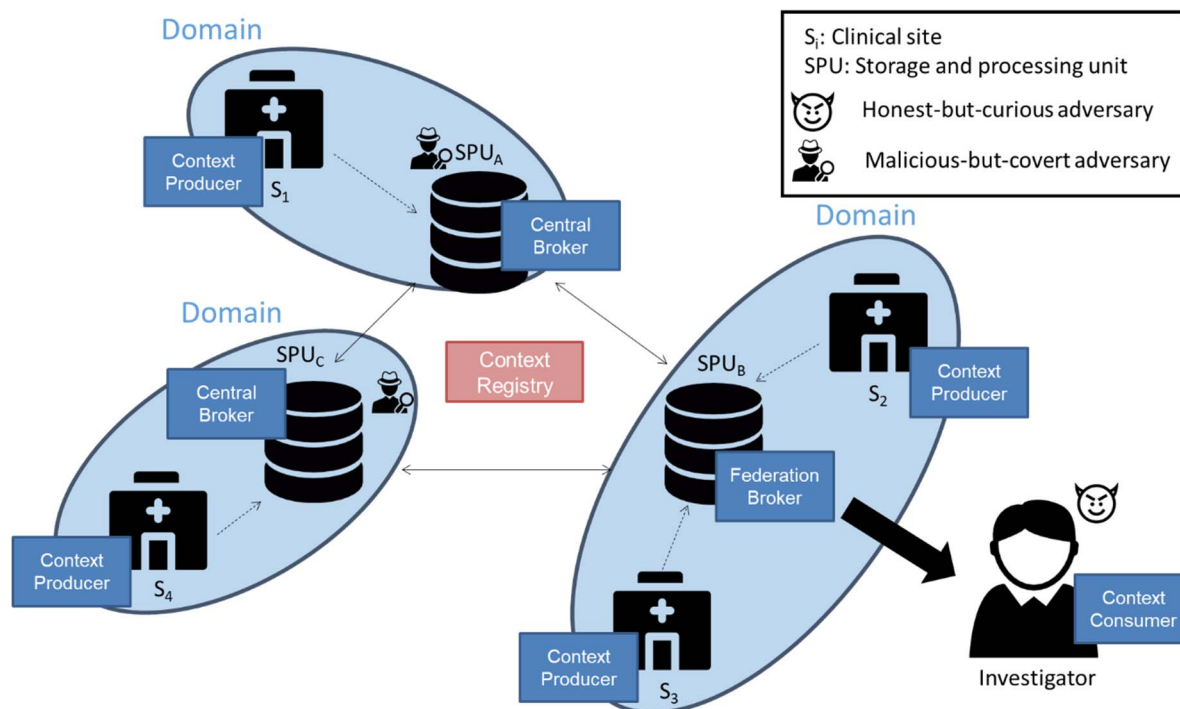 Domain
Context
Producer
S₁
SPU_A
Central
Broker
Sᵢ: Clinical site
SPU: Storage and processing unit
Honest-but-curious adversary
Malicious-but-covert adversary
Domain
Domain
SPU_C
Central
Broker
Context
Producer
S₄
Context
Registry
SPU_B
S₂
Context
Producer
Federation
Broker
Context
Producer
S₃
Context
Consumer
Investigator